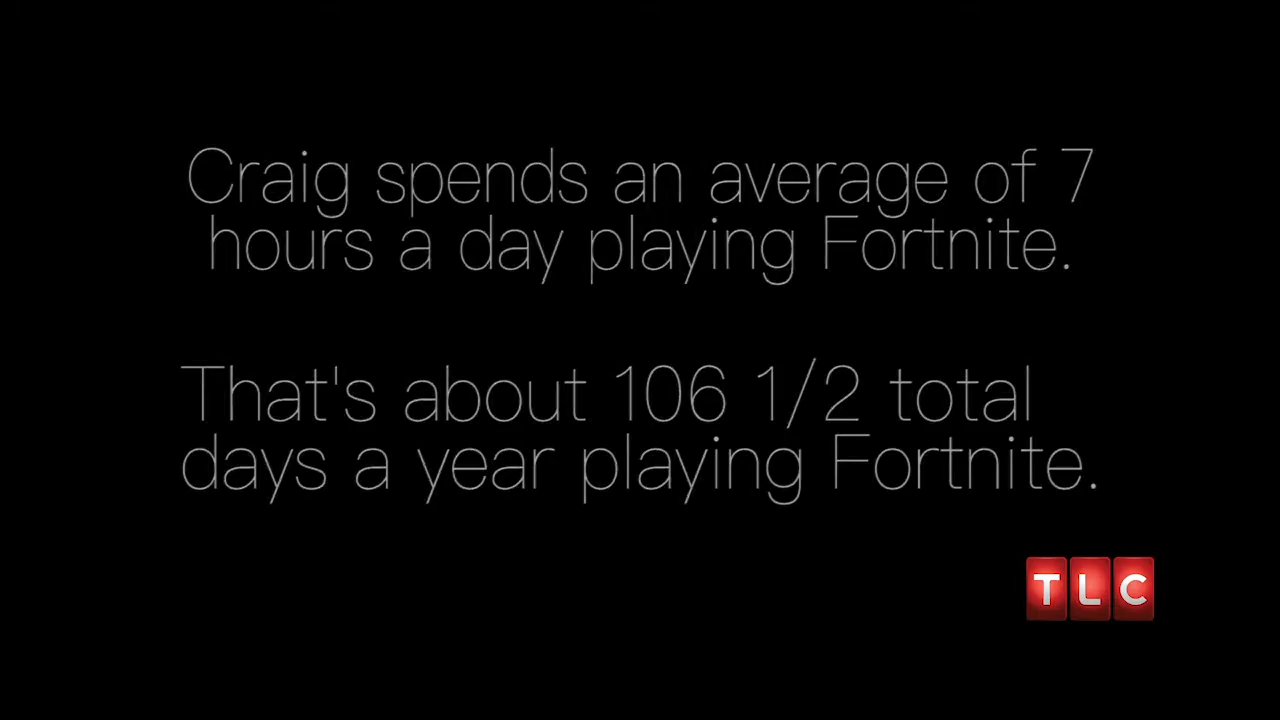 Craig spends an average of 7
hours a day playing Fortnite.
That's about 106 1/2 total
days a year playing Fortnite.
TLC